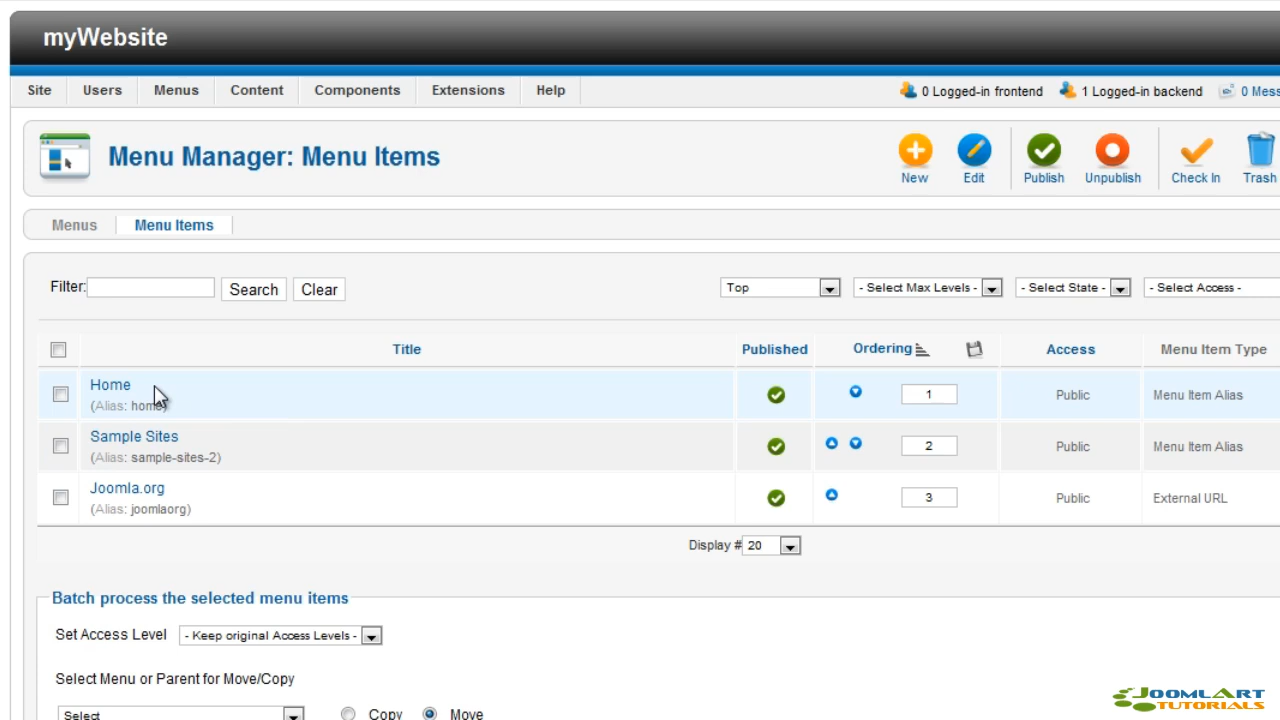 myWebsite
Site Users Menus Content Components Extensions Help 0 Logged-in frontend 1 Logged-in backend 0 Mess
Menu Manager: Menu Items
New Edit Publish Unpublish Check In Trash
Menus Menu Items
Filter: Search Clear Top - Select Max Levels - - Select State - - Select Access -
Title Published Ordering Access Menu Item Type
Home
(Alias: home) 1 Public Menu Item Alias
Sample Sites
(Alias: sample-sites-2) 2 Public Menu Item Alias
Joomla.org
(Alias: joomlaorg) 3 Public External URL
Display # 20
Batch process the selected menu items
Set Access Level - Keep original Access Levels -
Select Menu or Parent for Move/Copy
Select Copy Move
JOOMLART
TUTORIALS